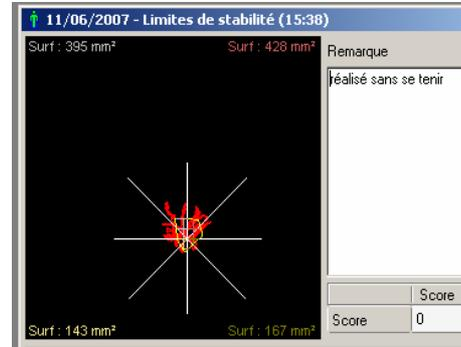 11/06/2007 - Limites de stabilité (15:38)
Surf : 395 mm²
Surf : 428 mm²
Remarque
réalisé sans se tenir
Score
Score
0
Surf : 143 mm²
Surf : 167 mm²